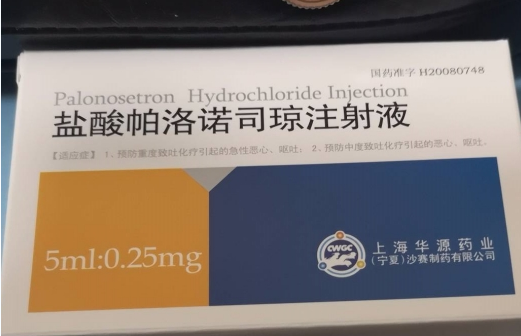 国药准字 H20080748
Palonosetron Hydrochloride Injection
盐酸帕洛诺司琼注射液
【适应症】 1、预防重度致吐化疗引起的急性恶心、呕吐；2、预防中度致吐化疗引起的恶心、呕吐。
5ml:0.25mg
CWGC
上海华源药业
(宁夏)沙赛制药有限公司